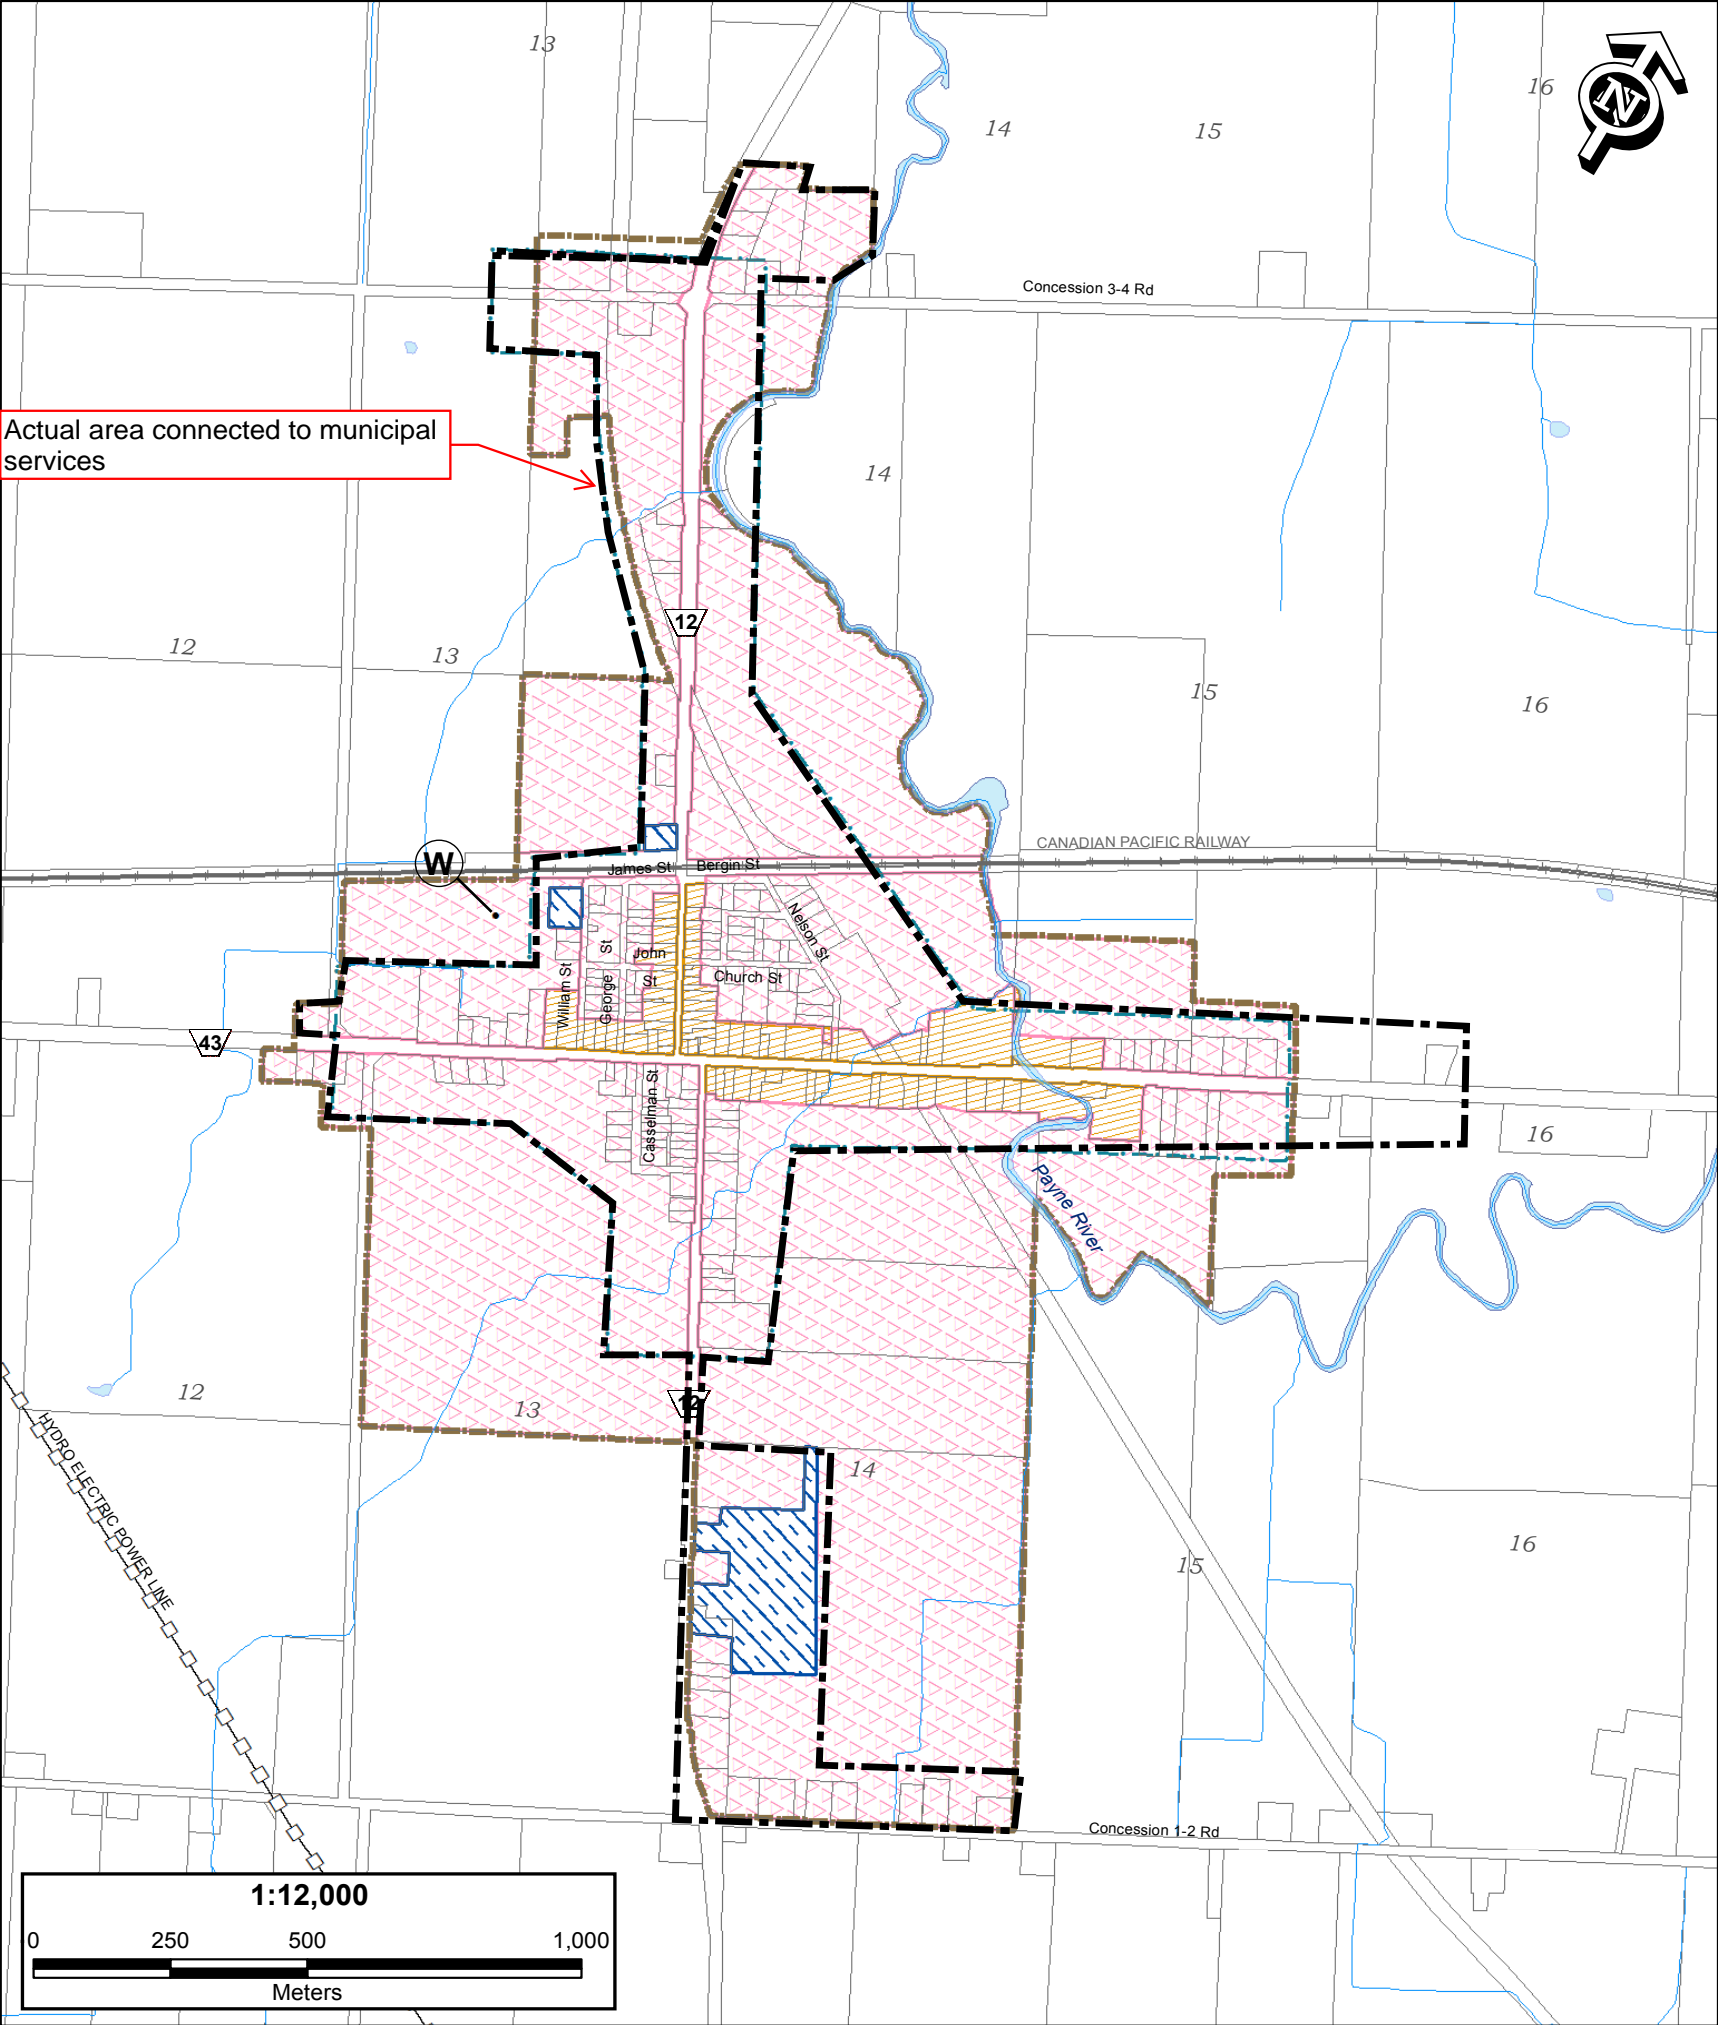 13
16
N
14
15
Concession 3-4 Rd
Actual area connected to municipal
services
14
12
12
13
15
16
CANADIAN PACIFIC RAILWAY
W
James St
Bergin St
Nelson St
William St
George St
John St
Church St
43
Casselman St
16
Payne River
12
13
12
14
HYDRO ELECTRIC POWER LINE
15
16
Concession 1-2 Rd
1:12,000
0 250 500 1,000
Meters